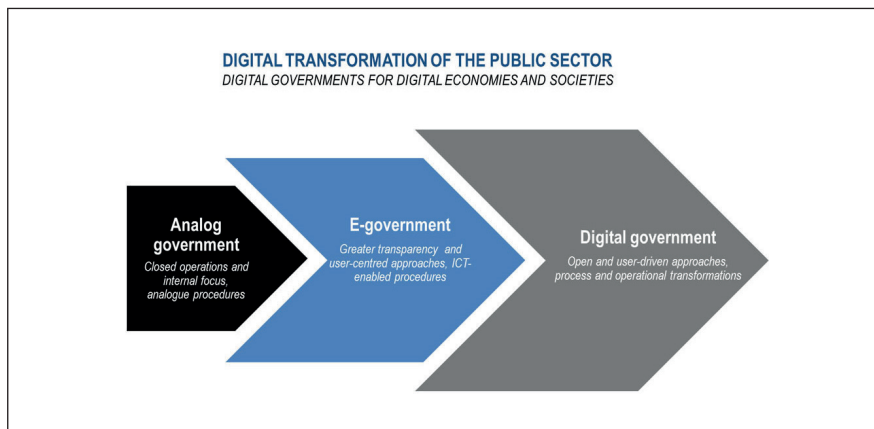 DIGITAL TRANSFORMATION OF THE PUBLIC SECTOR
DIGITAL GOVERNMENTS FOR DIGITAL ECONOMIES AND SOCIETIES
Analog
government
Closed operations and
internal focus,
analogue procedures
E-government
Greater transparency and
user-centred approaches, ICT-
enabled procedures
Digital government
Open and user-driven approaches,
process and operational transformations